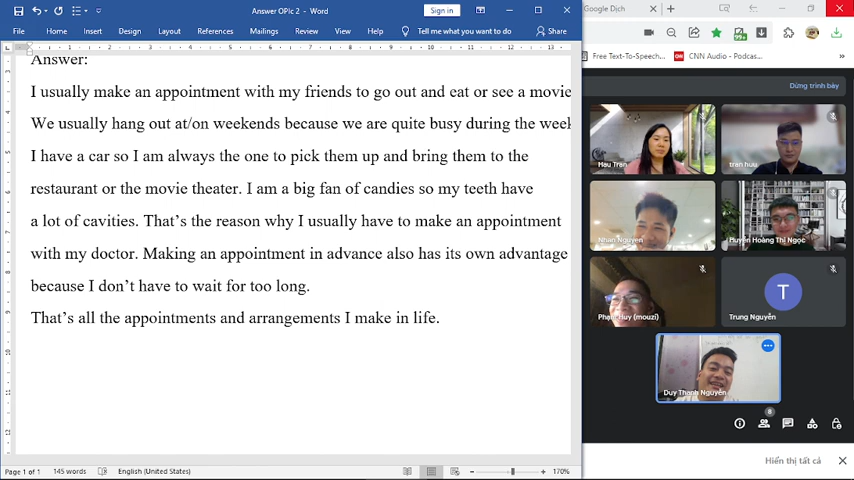 Answer OPic 2 - Word
Sign in
File Home Insert Design Layout References Mailings Review View Help Tell me what you want to do Share
Answer:
I usually make an appointment with my friends to go out and eat or see a movie
We usually hang out at/on weekends because we are quite busy during the week
I have a car so I am always the one to pick them up and bring them to the
restaurant or the movie theater. I am a big fan of candies so my teeth have
a lot of cavities. That's the reason why I usually have to make an appointment
with my doctor. Making an appointment in advance also has its own advantage
because I don't have to wait for too long.
That's all the appointments and arrangements I make in life.
Page 1 of 1 145 words English (United States) 170%
Google Dịch
Free Text-To-Speech... CNN Audio - Podcas...
99+
Dừng trình bày
Hau Tran
tran huu
Nhan Nguyen
Huyền Hoàng Thị Ngọc
Phạm Huy (mouzi)
T
Trung Nguyễn
Duy Thanh Nguyễn
8
Hiển thị tất cả